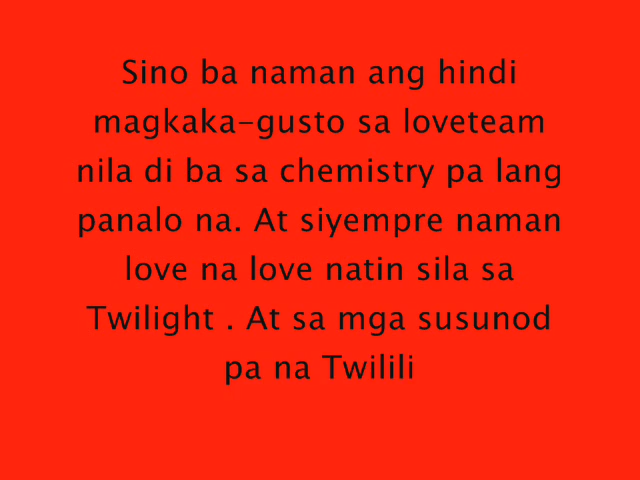 Sino ba naman ang hindi
magkaka-gusto sa loveteam
nila di ba sa chemistry pa lang
panalo na. At siyempre naman
love na love natin sila sa
Twilight . At sa mga susunod
pa na Twilili